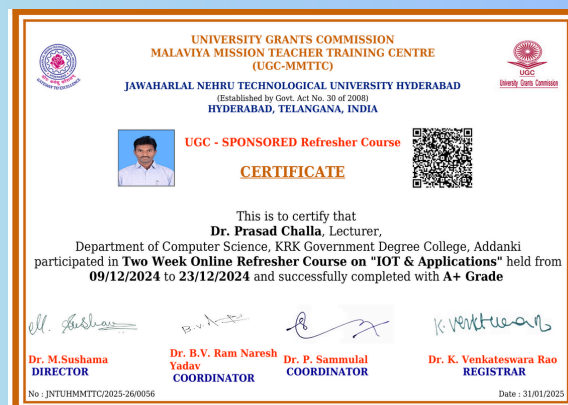 UNIVERSITY GRANTS COMMISSION
MALAVIYA MISSION TEACHER TRAINING CENTRE
(UGC-MMTTC)
JAWAHARLAL NEHRU TECHNOLOGICAL UNIVERSITY HYDERABAD
(Established by Govt. Act No. 30 of 2008)
HYDERABAD, TELANGANA, INDIA
UGC
University Grants Commission
UGC - SPONSORED Refresher Course
CERTIFICATE
This is to certify that
Dr. Prasad Challa, Lecturer,
Department of Computer Science, KRK Government Degree College, Addanki
participated in Two Week Online Refresher Course on "IOT & Applications" held from
09/12/2024 to 23/12/2024 and successfully completed with A+ Grade
Dr. M.Sushama
DIRECTOR
Dr. B.V. Ram Naresh
Yadav
COORDINATOR
Dr. P. Sammulal
COORDINATOR
Dr. K. Venkateswara Rao
REGISTRAR
No : JNTUHMMTTC/2025-26/0056
Date : 31/01/2025